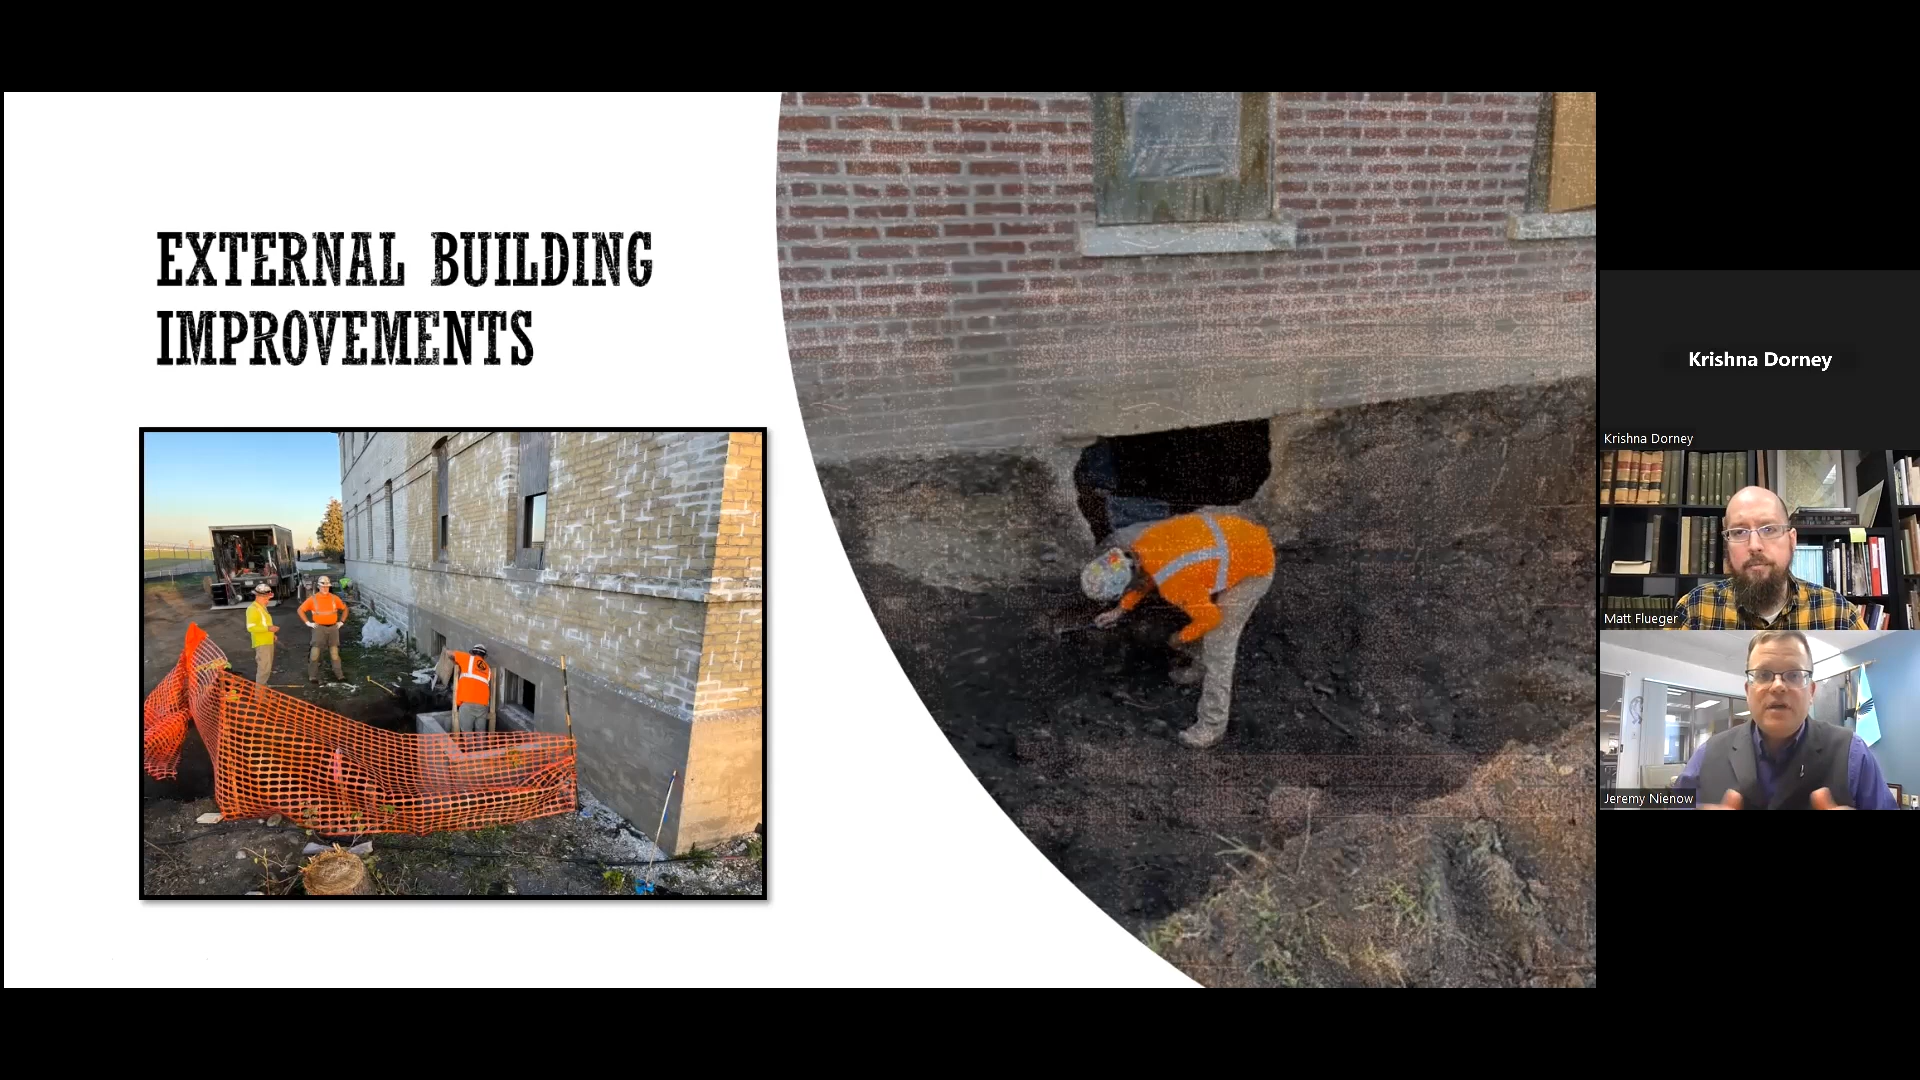 EXTERNAL BUILDING
IMPROVEMENTS
Krishna Dorney
Krishna Dorney
Matt Flueger
Jeremy Nienow